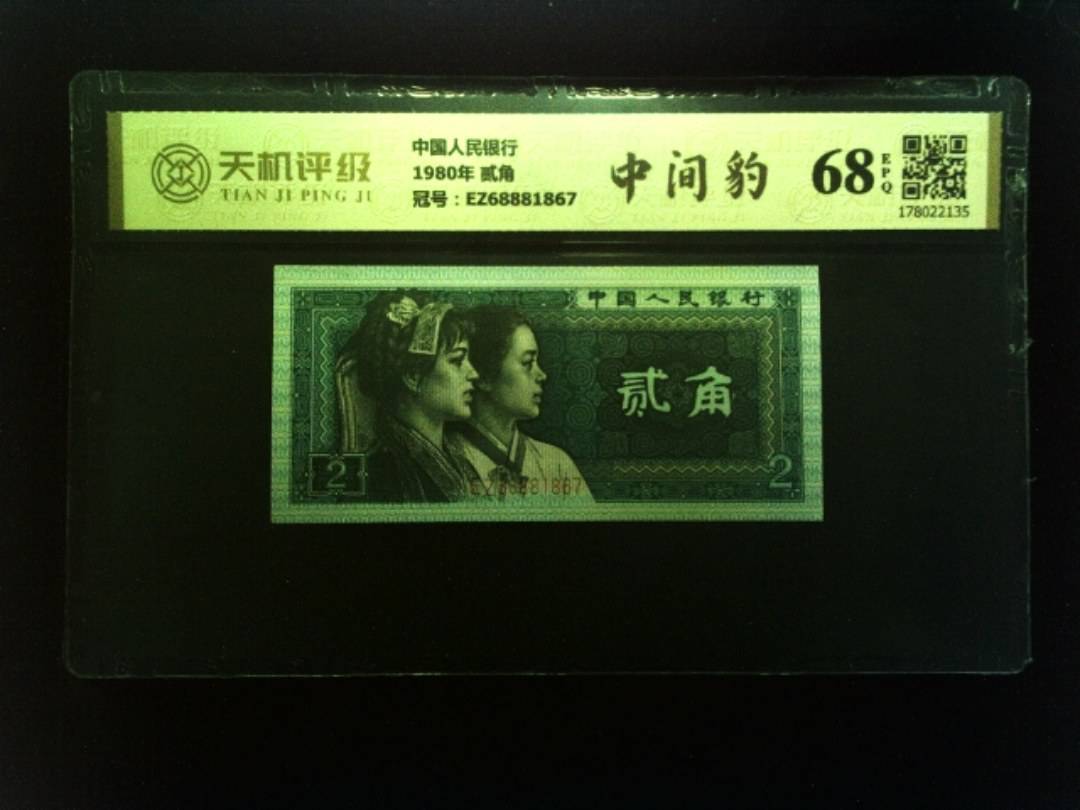 天机评级
TIAN JI PING JI
中国人民银行
1980年 贰角
冠号：EZ68881867
中间豹
68
EPQ
178022135
中国人民银行
贰角
2
2
EZ68881867